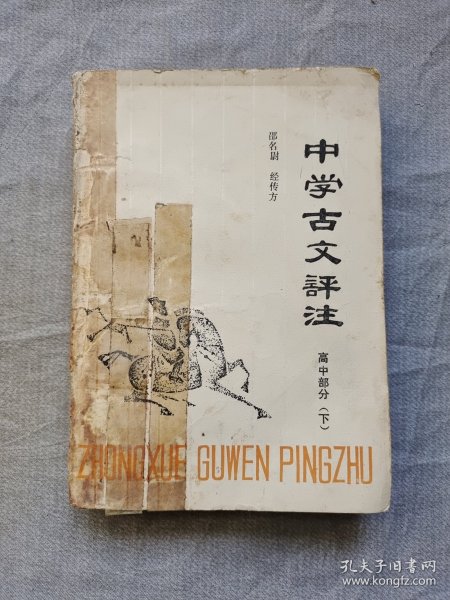 中学古文評注
高中部分（下）
邵名尉 经传方
ZHONGXUE GUWEN PINGZHU
孔夫子旧书网
www.kongfz.com